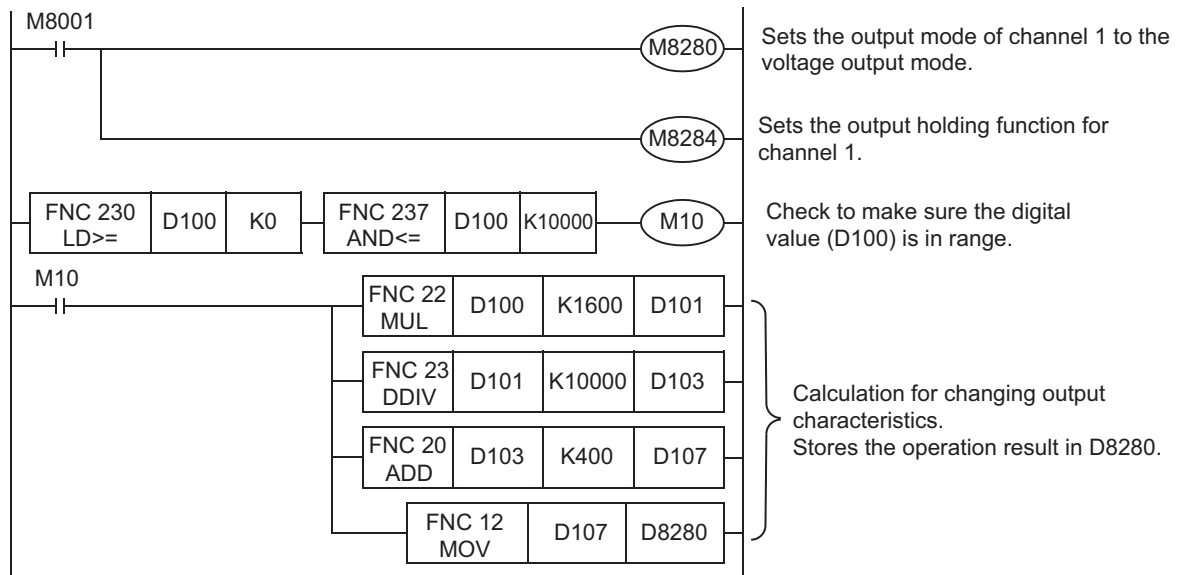 M8001
M8280
Sets the output mode of channel 1 to the
voltage output mode.
M8284
Sets the output holding function for
channel 1.
FNC 230
LD>=
D100
K0
FNC 237
AND<=
D100
K10000
M10
Check to make sure the digital
value (D100) is in range.
M10
FNC 22
MUL
D100
K1600
D101
FNC 23
DDIV
D101
K10000
D103
FNC 20
ADD
D103
K400
D107
FNC 12
MOV
D107
D8280
Calculation for changing output
characteristics.
Stores the operation result in D8280.